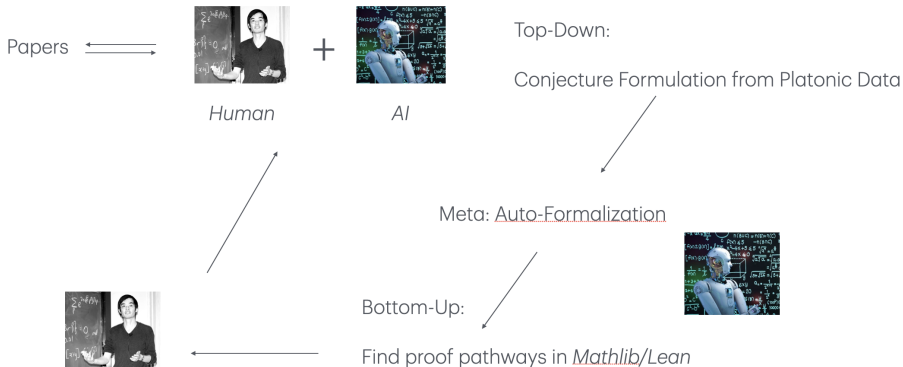 Papers
Human
+
AI
Top-Down:
Conjecture Formulation from Platonic Data
Meta: Auto-Formalization
Bottom-Up:
Find proof pathways in Mathlib/Lean